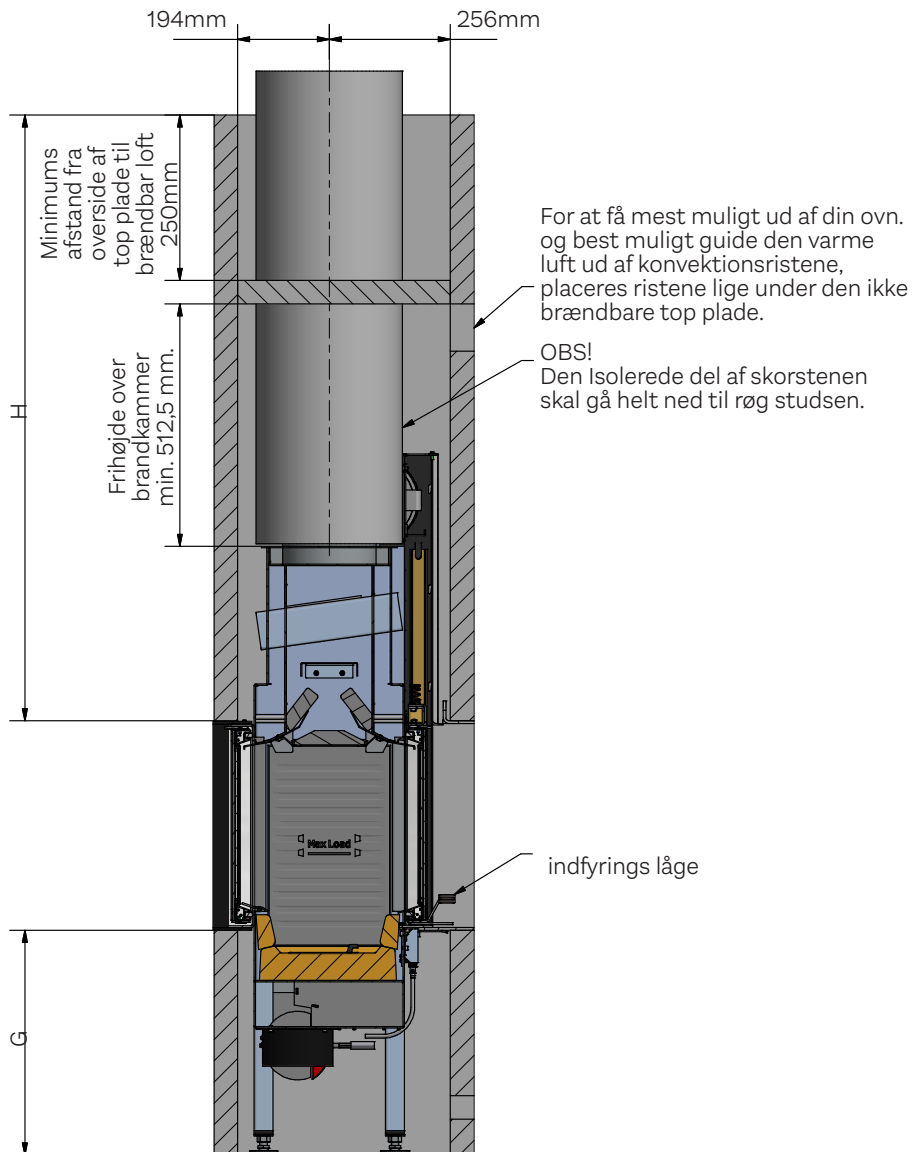 194mm
256mm
Minimums
afstand fra
overside af
top plade til
brændbar loft
250mm
For at få mest muligt ud af din ovn.
og best muligt guide den varme
luft ud af konvektionsristene,
placeres ristene lige under den ikke
brændbare top plade.
OBS!
Den Isolerede del af skorstenen
skal gå helt ned til røg studsen.
H
Frihøjde over
brandkammer
min. 512,5 mm.
Max Load
indfyrings låge
G